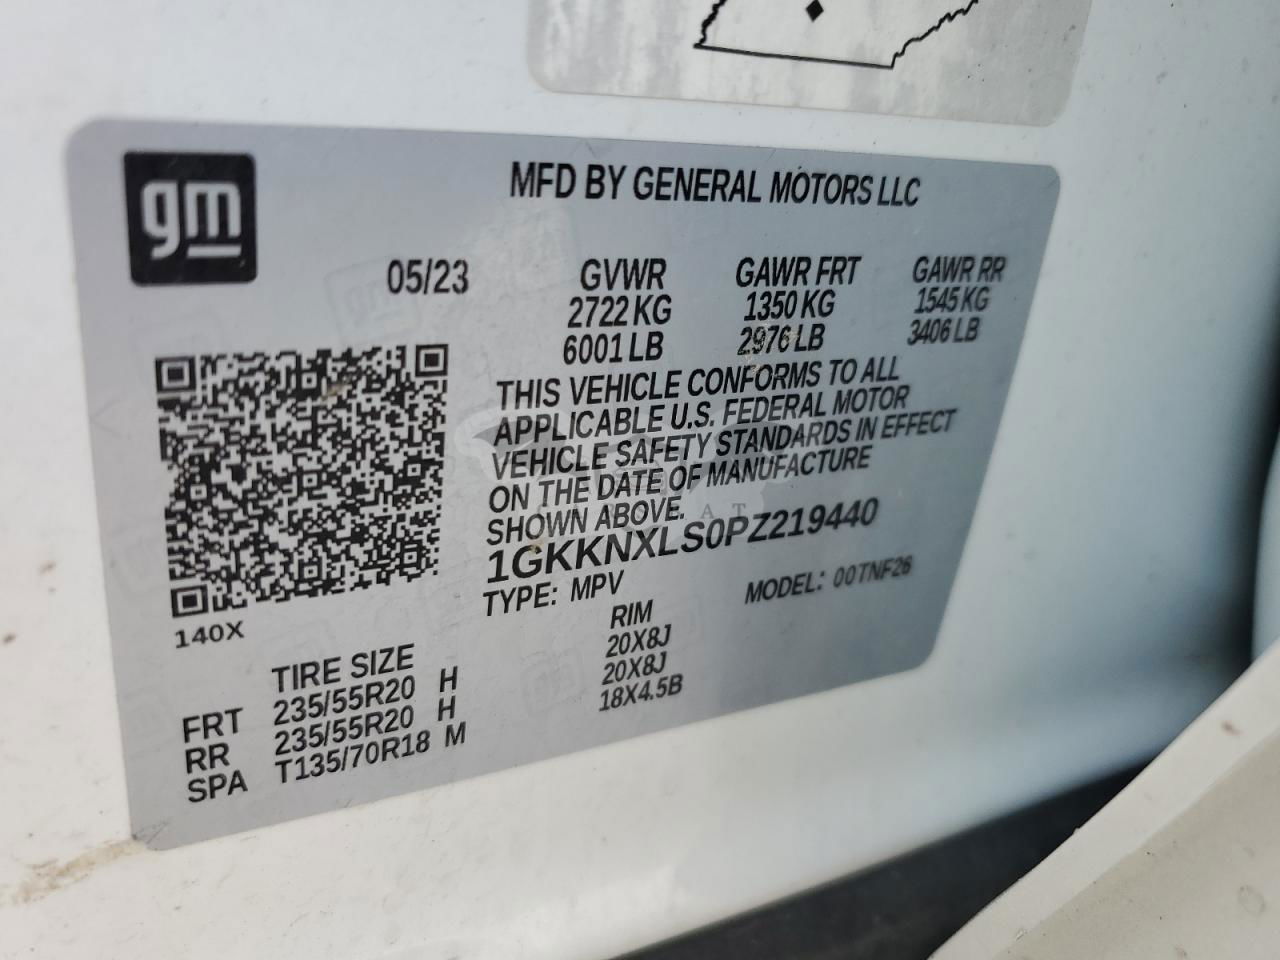 gm
MFD BY GENERAL MOTORS LLC
05/23 GVWR GAWR FRT GAWR RR
2722 KG 1350 KG 1545 KG
6001 LB 2976 LB 3406 LB
THIS VEHICLE CONFORMS TO ALL
APPLICABLE U.S. FEDERAL MOTOR
VEHICLE SAFETY STANDARDS IN EFFECT
ON THE DATE OF MANUFACTURE
SHOWN ABOVE.
1GKKNXLS0PZ219440
TYPE: MPV MODEL: 00TNF26
140X
TIRE SIZE RIM
FRT 235/55R20 H 20X8J
RR 235/55R20 H 20X8J
SPA T135/70R18 M 18X4.5B